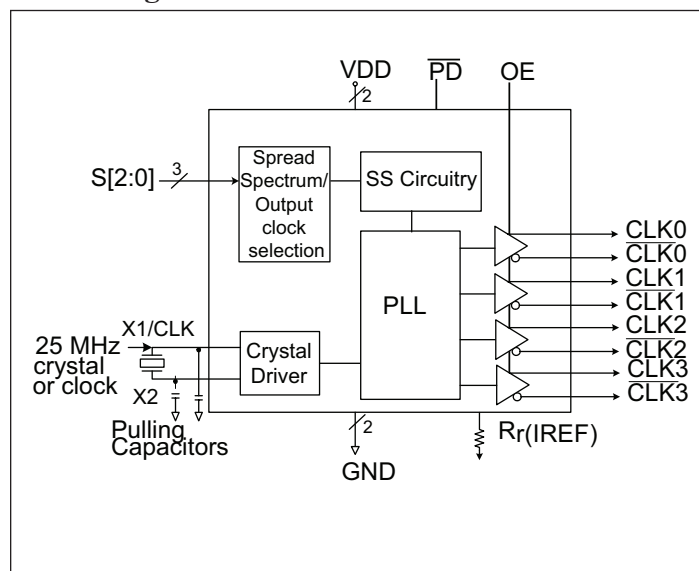 VDD
2
PD
OE
S[2:0]
3
Spread
Spectrum/
Output
clock
selection
SS Circuitry
CLK0
CLK0
CLK1
CLK1
CLK2
CLK2
CLK3
CLK3
PLL
X1/CLK
25 MHz
crystal
or clock
X2
Crystal
Driver
Pulling
Capacitors
2
GND
Rr(IREF)